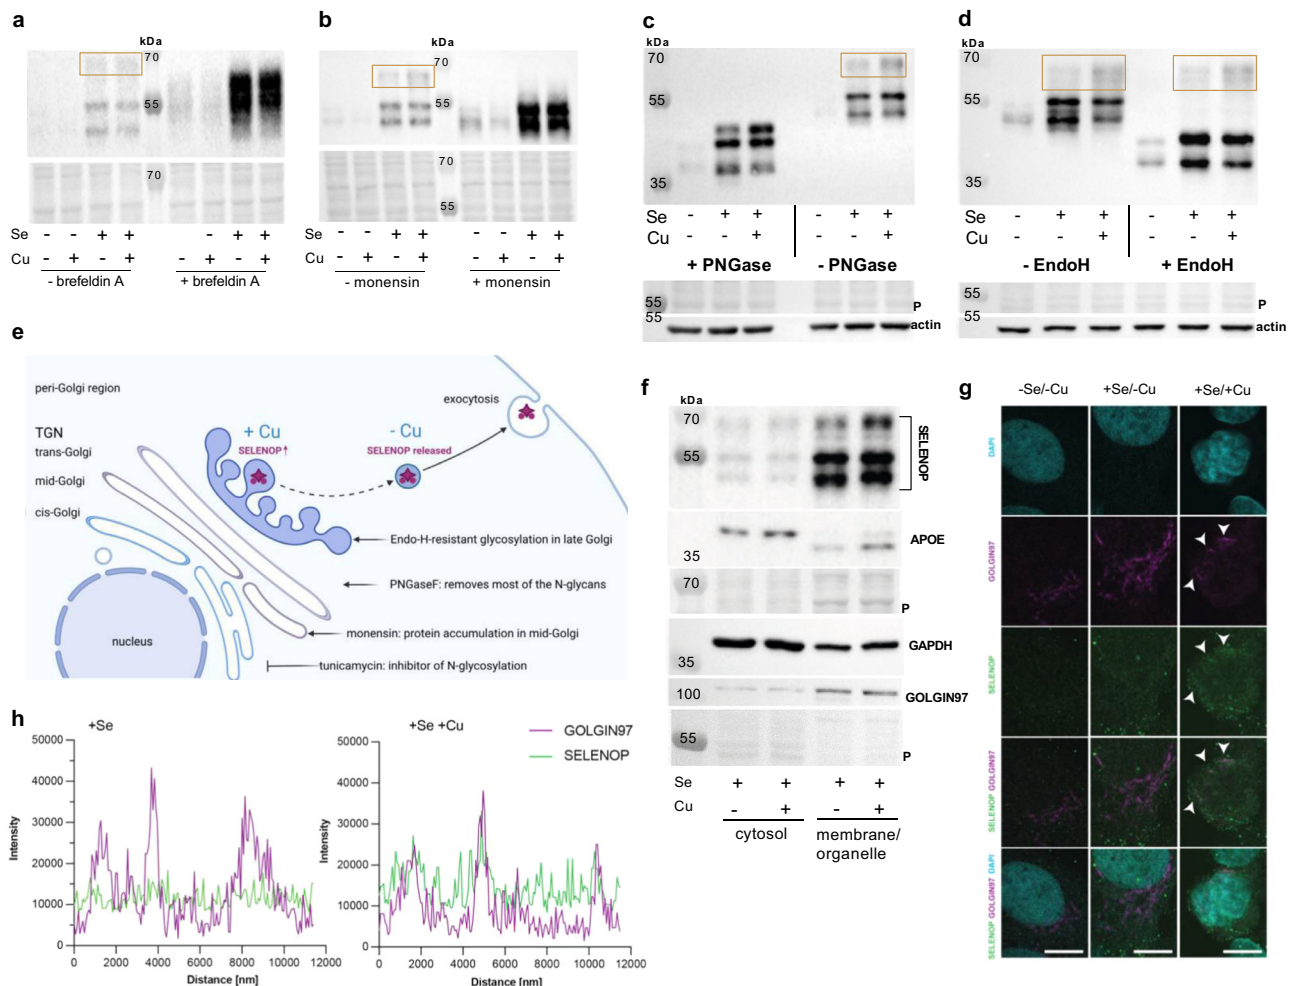 a
kDa
70
55
70
Se - - + + - - + +
Cu - + - + - + - +
- brefeldin A + brefeldin A
b
kDa
70
55
70
55
- - + + - - + +
- + - + - + - +
- monensin + monensin
c
kDa
70
55
35
Se - + + - + +
Cu - - + - - +
+ PNGase - PNGase
55 P
55 actin
d
kDa
70
55
35
Se - + + - + +
Cu - - + - - +
- EndoH + EndoH
55 P
55 actin
e
peri-Golgi region
TGN
trans-Golgi
mid-Golgi
cis-Golgi
nucleus
+ Cu
SELENOP↑
- Cu
SELENOP released
exocytosis
Endo-H-resistant glycosylation in late Golgi
PNGaseF: removes most of the N-glycans
monensin: protein accumulation in mid-Golgi
tunicamycin: inhibitor of N-glycosylation
f
kDa
70
55
SELENOP
35
APOE
70
P
GAPDH
35
100
GOLGIN97
55
P
Se + + + +
Cu - + - +
cytosol membrane/
organelle
g
-Se/-Cu +Se/-Cu +Se/+Cu
DAPI
GOLGIN97
SELENOP
SELENOP GOLGIN97
SELENOP GOLGIN97 DAPI
h
+Se
50000
40000
30000
20000
10000
0
Intensity
0 2000 4000 6000 8000 10000 12000
Distance [nm]
+Se +Cu
50000
40000
30000
20000
10000
0
Intensity
0 2000 4000 6000 8000 10000 12000
Distance [nm]
GOLGIN97
SELENOP